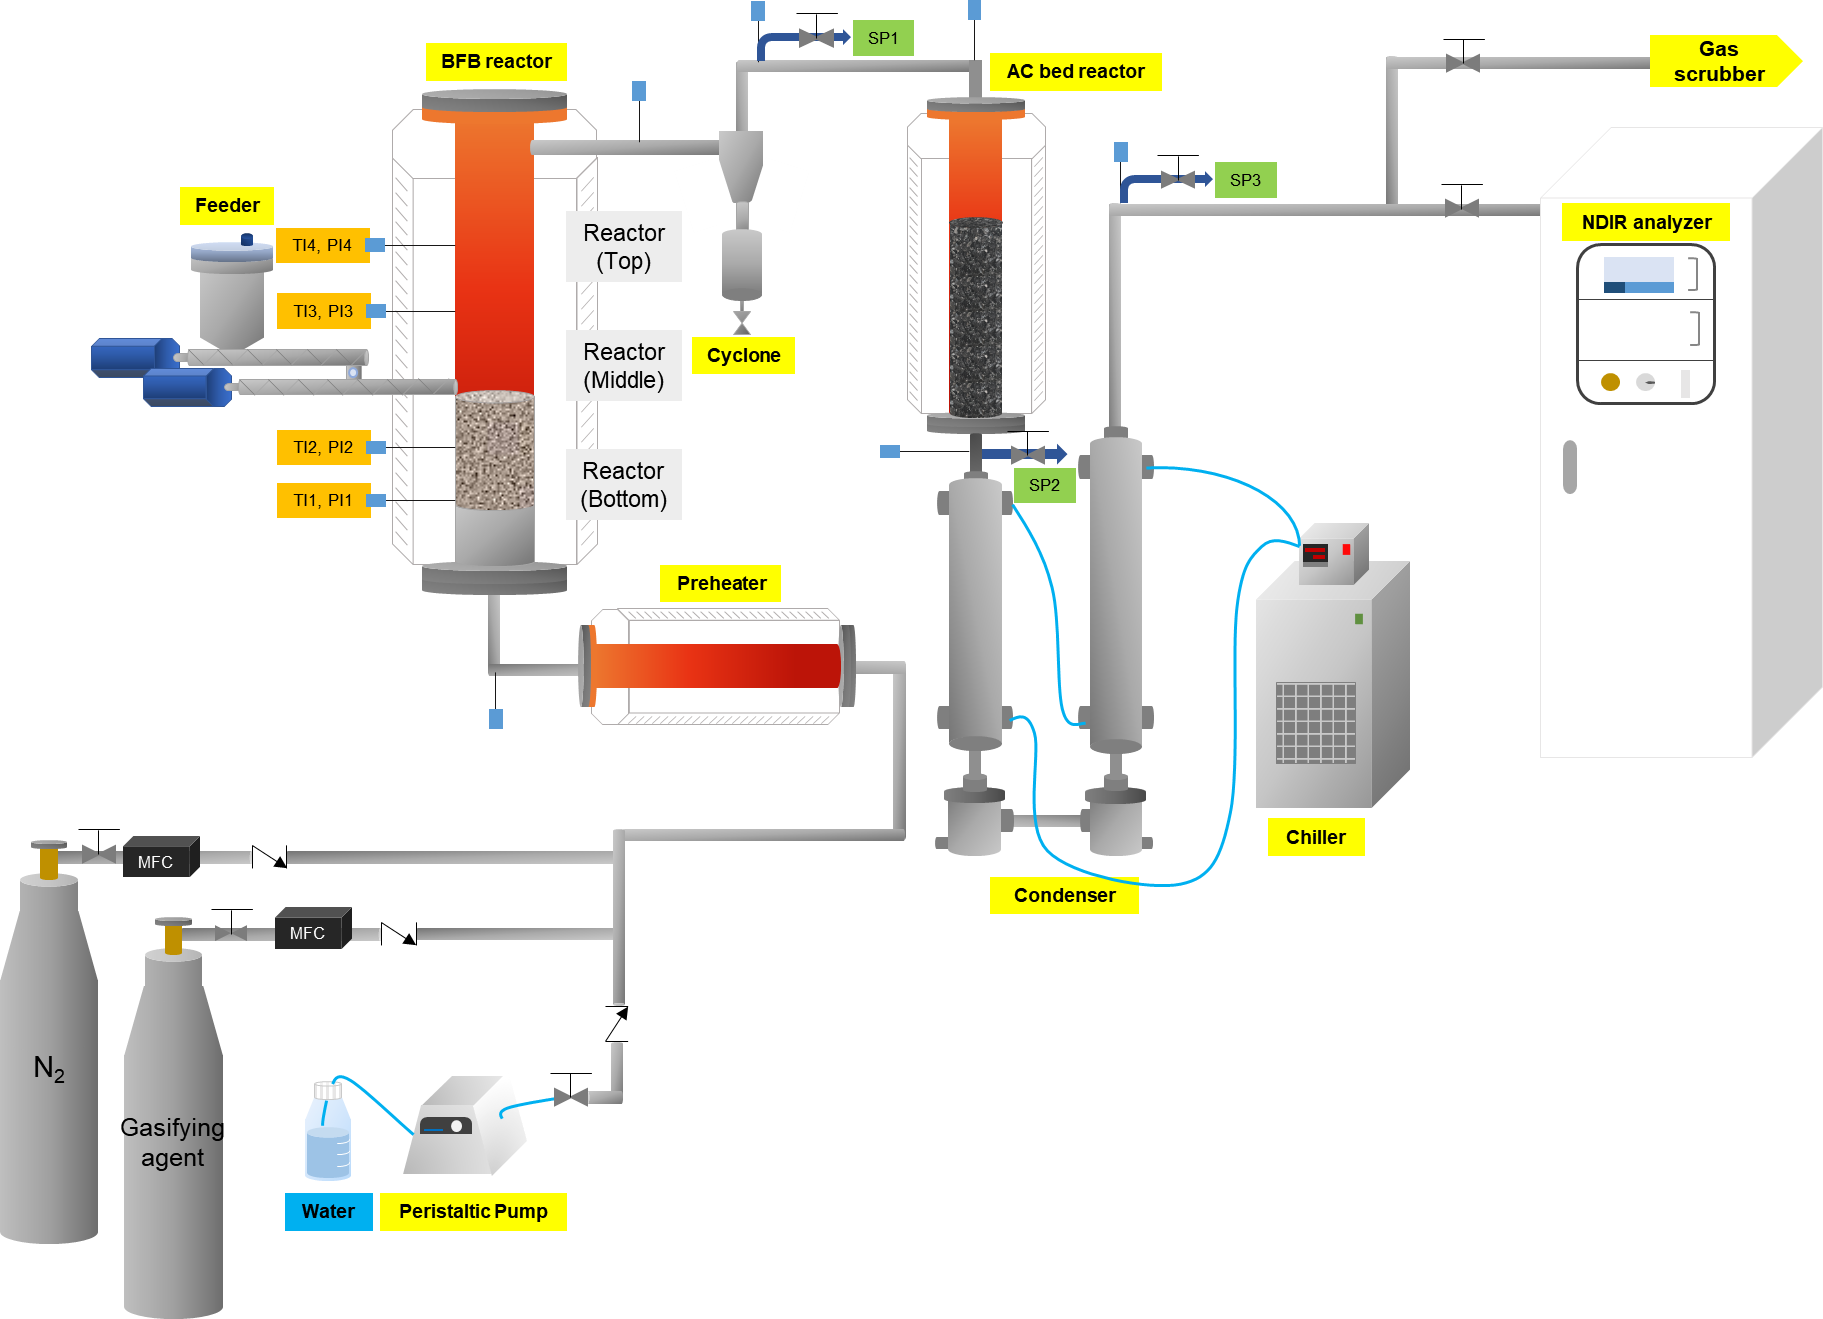 SP1
BFB reactor
AC bed reactor
Gas
scrubber
SP3
Feeder
NDIR analyzer
TI4, PI4
Reactor
(Top)
TI3, PI3
Reactor
(Middle)
Cyclone
TI2, PI2
Reactor
(Bottom)
TI1, PI1
SP2
Preheater
Chiller
MFC
Condenser
MFC
N₂
Gasifying
agent
Water
Peristaltic Pump